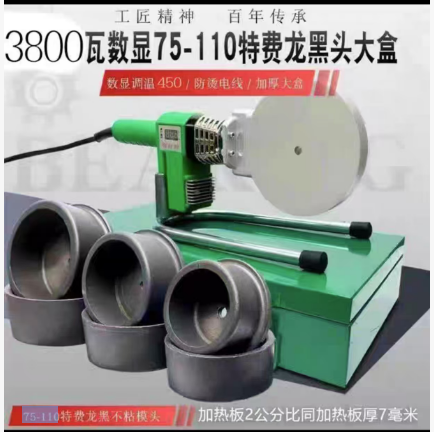 工匠精神 百年传承
3800瓦数显75-110特费龙黑头大盒
数显调温450/防诱电线/加厚大盒
BEARING
75-110特费龙黑不粘模头
加热板2公分比同加热板厚7毫米